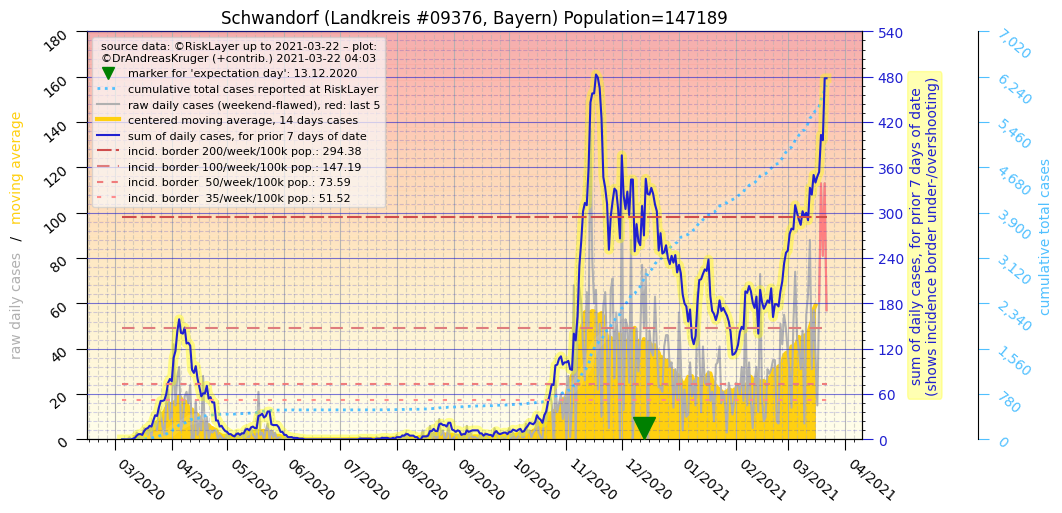 Schwandorf (Landkreis #09376, Bayern) Population=147189
source data: ©RiskLayer up to 2021-03-22 – plot:
©DrAndreasKruger (+contrib.) 2021-03-22 04:03
marker for 'expectation day': 13.12.2020
cumulative total cases reported at RiskLayer
raw daily cases (weekend-flawed), red: last 5
centered moving average, 14 days cases
sum of daily cases, for prior 7 days of date
incid. border 200/week/100k pop.: 294.38
incid. border 100/week/100k pop.: 147.19
incid. border  50/week/100k pop.: 73.59
incid. border  35/week/100k pop.: 51.52
raw daily cases / moving average
180
160
140
120
100
80
60
40
20
0
03/2020
04/2020
05/2020
06/2020
07/2020
08/2020
09/2020
10/2020
11/2020
12/2020
01/2021
02/2021
03/2021
04/2021
540
480
420
360
300
240
180
120
60
0
sum of daily cases, for prior 7 days of date
(shows incidence border under-/overshooting)
7,020
6,240
5,460
4,680
3,900
3,120
2,340
1,560
780
0
cumulative total cases